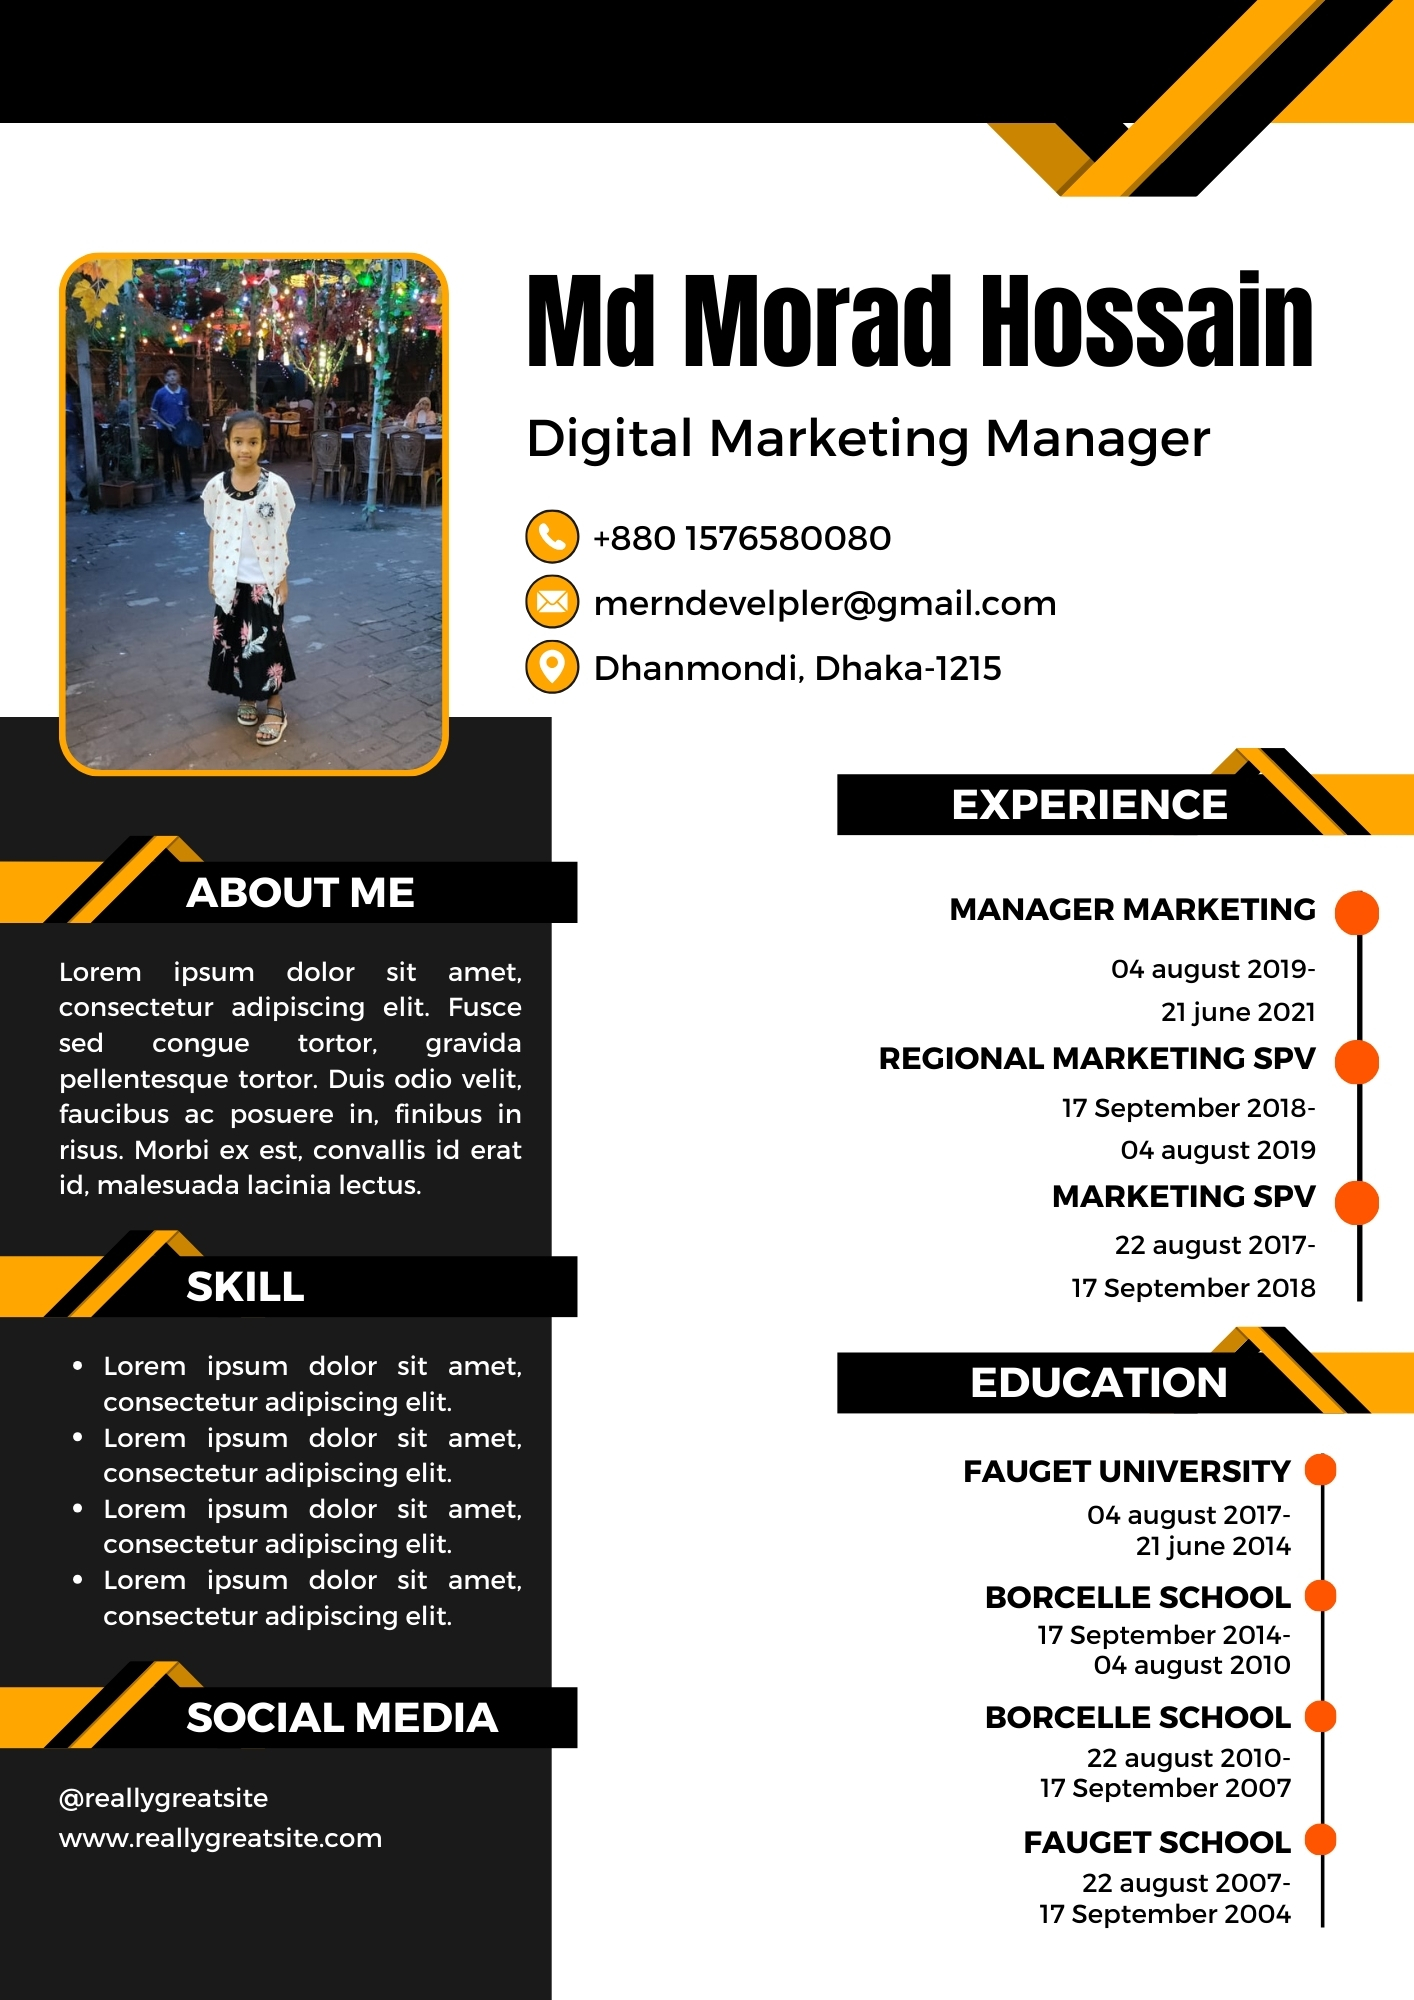 Md Morad Hossain
Digital Marketing Manager
+880 1576580080
merndevelpler@gmail.com
Dhanmondi, Dhaka-1215
ABOUT ME
Lorem ipsum dolor sit amet,
consectetur adipiscing elit. Fusce
sed congue tortor, gravida
pellentesque tortor. Duis odio velit,
faucibus ac posuere in, finibus in
risus. Morbi ex est, convallis id erat
id, malesuada lacinia lectus.
SKILL
• Lorem ipsum dolor sit amet,
consectetur adipiscing elit.
• Lorem ipsum dolor sit amet,
consectetur adipiscing elit.
• Lorem ipsum dolor sit amet,
consectetur adipiscing elit.
• Lorem ipsum dolor sit amet,
consectetur adipiscing elit.
SOCIAL MEDIA
@reallygreatsite
www.reallygreatsite.com
EXPERIENCE
MANAGER MARKETING
04 august 2019-
21 june 2021
REGIONAL MARKETING SPV
17 September 2018-
04 august 2019
MARKETING SPV
22 august 2017-
17 September 2018
EDUCATION
FAUGET UNIVERSITY
04 august 2017-
21 june 2014
BORCELLE SCHOOL
17 September 2014-
04 august 2010
BORCELLE SCHOOL
22 august 2010-
17 September 2007
FAUGET SCHOOL
22 august 2007-
17 September 2004